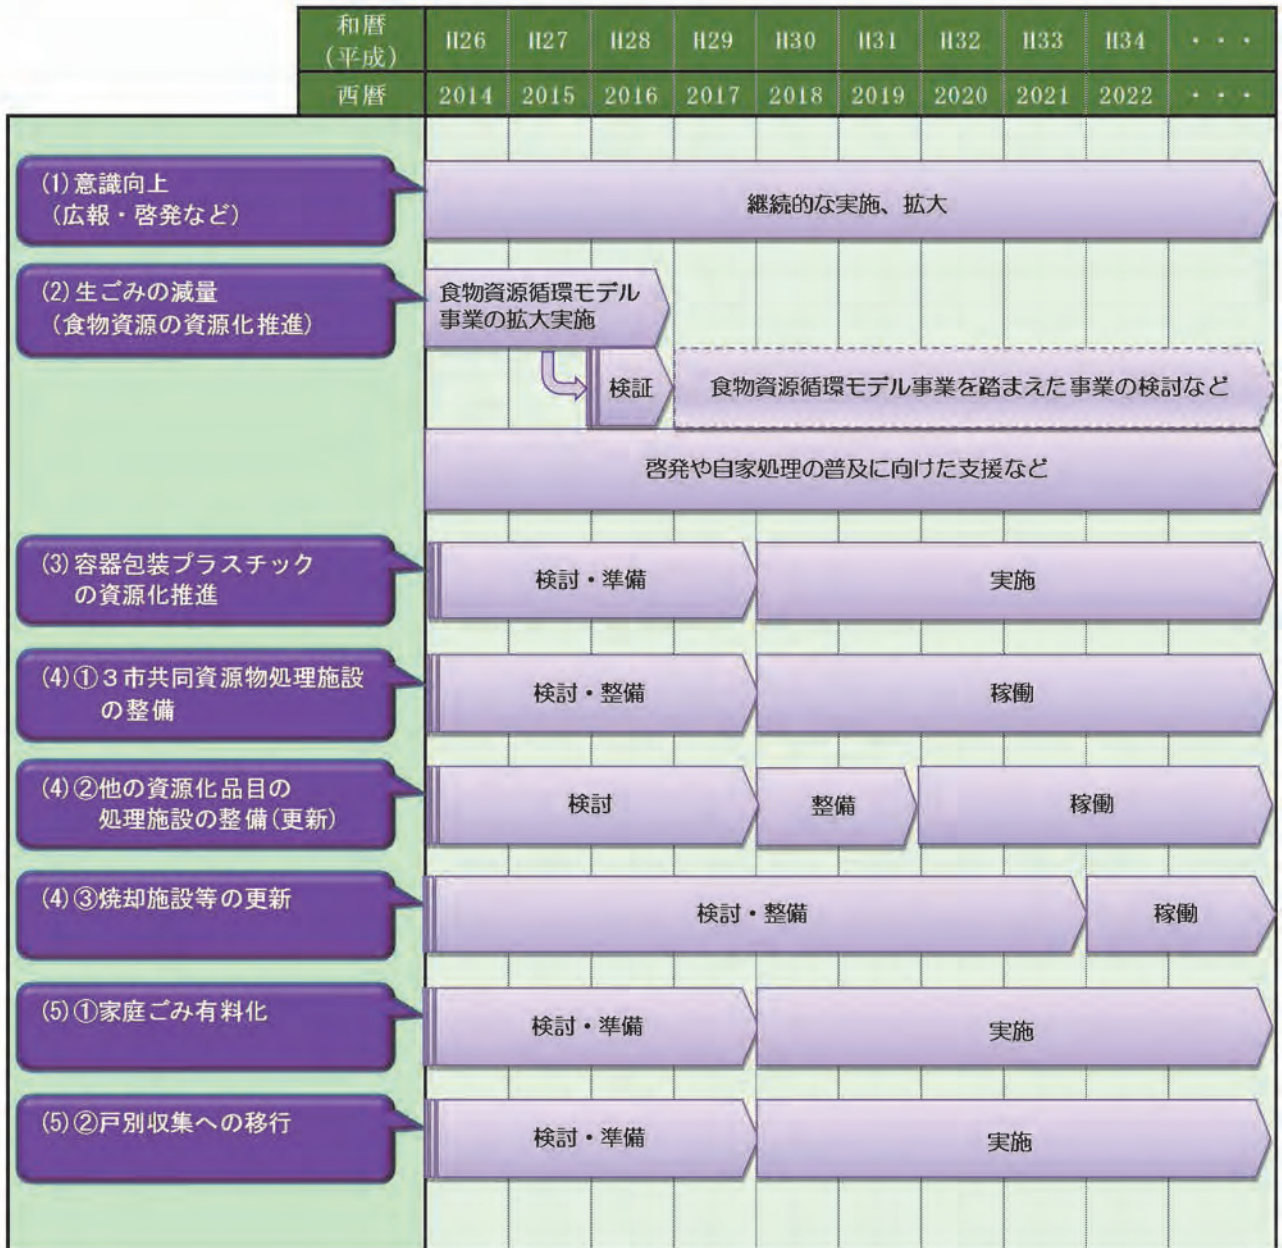 和暦
(平成)
H26 H27 H28 H29 H30 H31 H32 H33 H34 ・・・
西暦 2014 2015 2016 2017 2018 2019 2020 2021 2022 ・・・
(1)意識向上
(広報・啓発など)
継続的な実施、拡大
(2)生ごみの減量
(食物資源の資源化推進)
食物資源循環モデル
事業の拡大実施
検証
食物資源循環モデル事業を踏まえた事業の検討など
啓発や自家処理の普及に向けた支援など
(3)容器包装プラスチック
の資源化推進
検討・準備 実施
(4)①3市共同資源物処理施設
の整備
検討・整備 稼働
(4)②他の資源化品目の
処理施設の整備(更新)
検討 整備 稼働
(4)③焼却施設等の更新
検討・整備 稼働
(5)①家庭ごみ有料化
検討・準備 実施
(5)②戸別収集への移行
検討・準備 実施